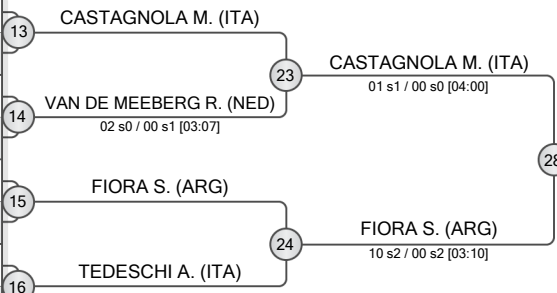 CASTAGNOLA M. (ITA)
13
23
CASTAGNOLA M. (ITA)
01 s1 / 00 s0 [04:00]
VAN DE MEEBERG R. (NED)
14
02 s0 / 00 s1 [03:07]
28
FIORA S. (ARG)
15
24
FIORA S. (ARG)
10 s2 / 00 s2 [03:10]
TEDESCHI A. (ITA)
16